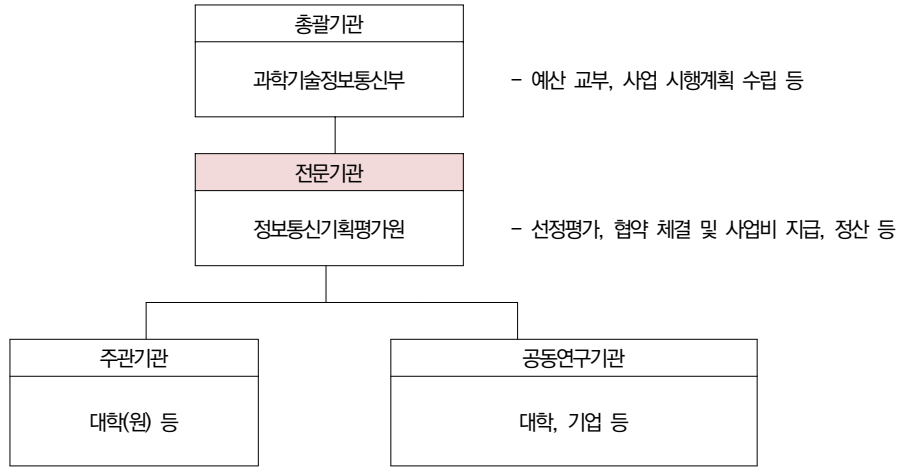 총괄기관
과학기술정보통신부
- 예산 교부, 사업 시행계획 수립 등
전문기관
정보통신기획평가원
- 선정평가, 협약 체결 및 사업비 지급, 정산 등
주관기관
공동연구기관
대학(원) 등
대학, 기업 등